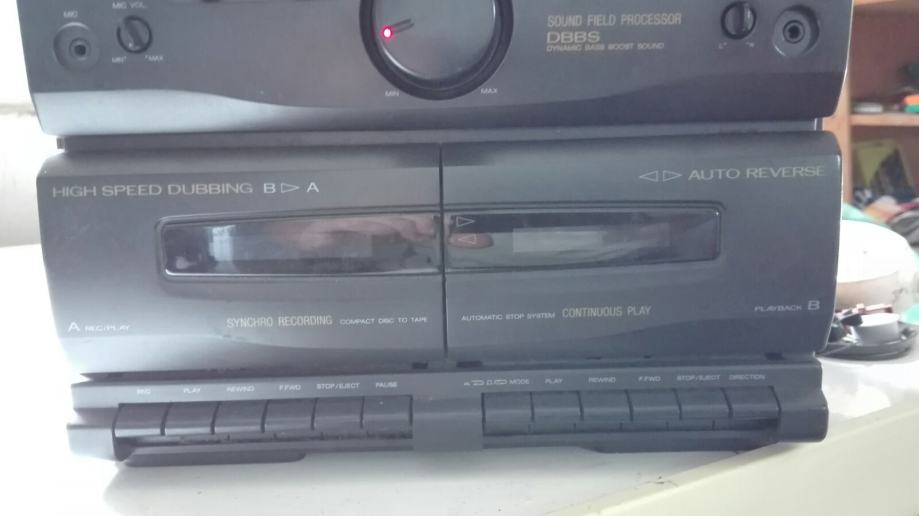 MIC
MIC VOL.
MIN MAX
MIN MAX
SOUND FIELD PROCESSOR
DBBS
DYNAMIC BASS BOOST SOUND
L R
HIGH SPEED DUBBING B ▷ A
◁ ▷ AUTO REVERSE
A REC/PLAY
SYNCHRO RECORDING COMPACT DISC TO TAPE
AUTOMATIC STOP SYSTEM CONTINUOUS PLAY
PLAYBACK B
REC PLAY REWIND F.FWD STOP/EJECT PAUSE
MODE PLAY REWIND F.FWD STOP/EJECT DIRECTION